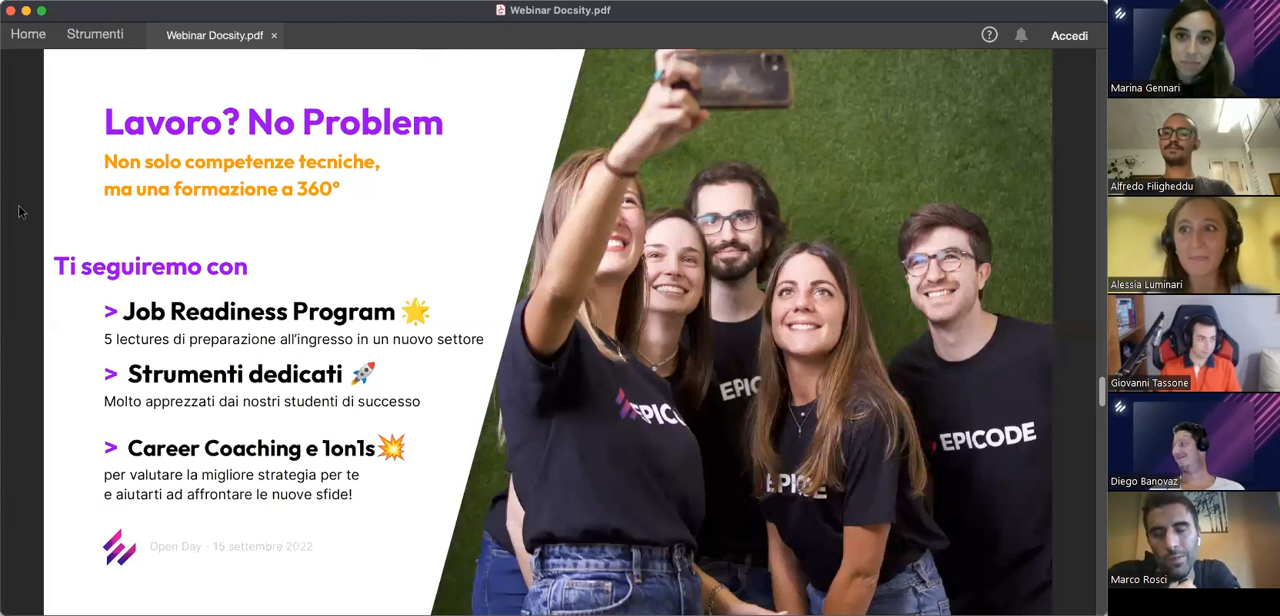 Webinar Docsity.pdf
Home
Strumenti
Webinar Docsity.pdf ×
Accedi
Lavoro? No Problem
Non solo competenze tecniche,
ma una formazione a 360°
Ti seguiremo con
> Job Readiness Program 🌟
5 lectures di preparazione all'ingresso in un nuovo settore
> Strumenti dedicati 🚀
Molto apprezzati dai nostri studenti di successo
> Career Coaching e 1on1s💥
per valutare la migliore strategia per te
e aiutarti ad affrontare le nuove sfide!
Open Day - 15 settembre 2022
EPICODE
Marina Gennari
Alfredo Filigheddu
Alessia Luminari
Giovanni Tassone
Diego Banovaz
Marco Rosci